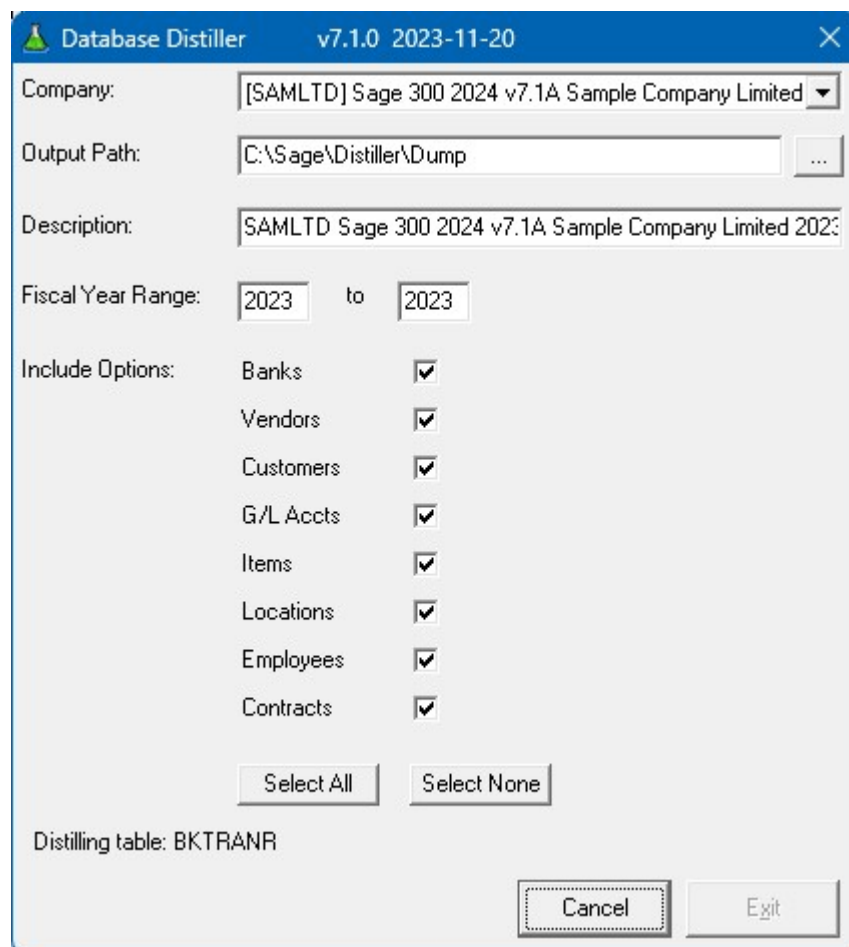 Database Distiller v7.1.0 2023-11-20
Company: [SAMLTD] Sage 300 2024 v7.1A Sample Company Limited
Output Path: C:\Sage\Distiller\Dump ...
Description: SAMLTD Sage 300 2024 v7.1A Sample Company Limited 2023
Fiscal Year Range: 2023 to 2023
Include Options: Banks
Vendors
Customers
G/L Accts
Items
Locations
Employees
Contracts
Select All Select None
Distilling table: BKTRANR
Cancel Exit